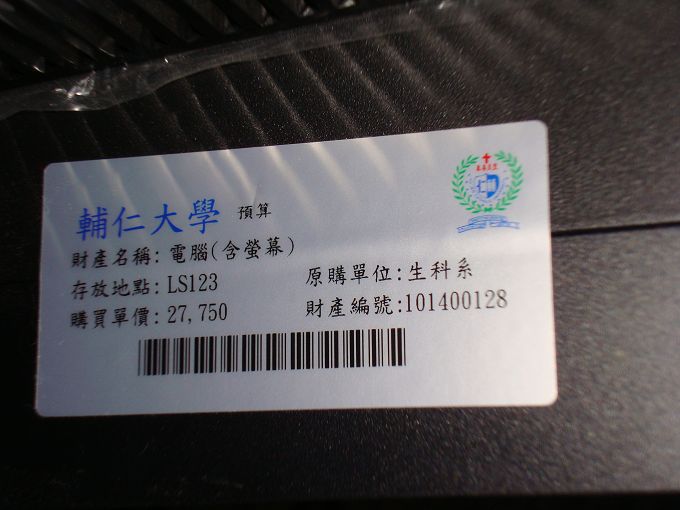 輔仁大學 預算
財產名稱: 電腦(含螢幕)
存放地點: LS123 原購單位:生科系
購買單價: 27,750 財產編號:101400128